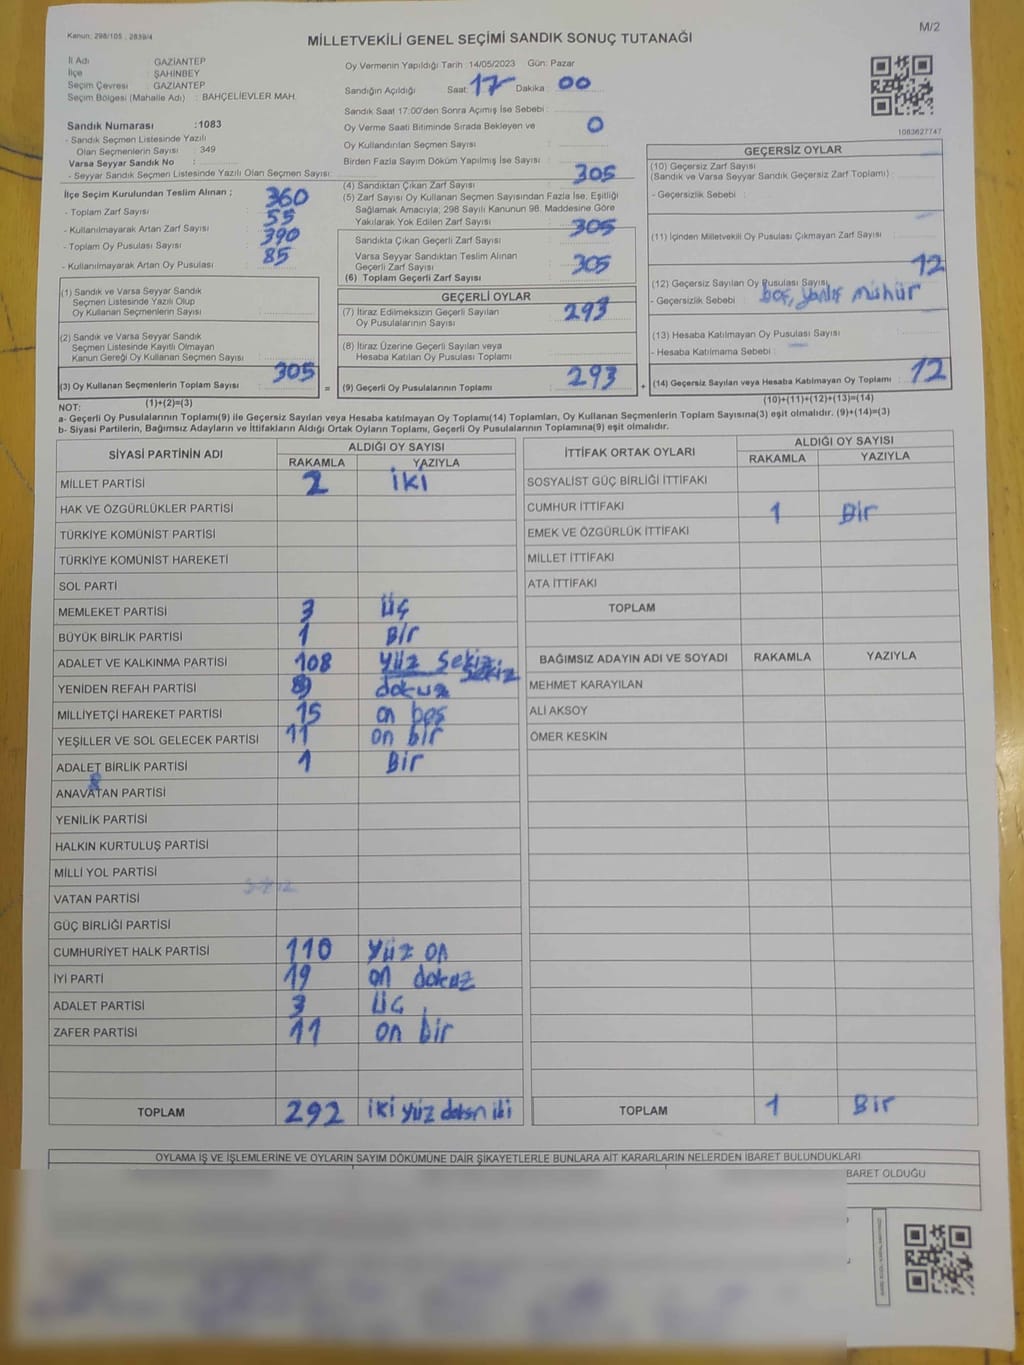 Kanun; 298/105 ; 2839/4
M/2
MİLLETVEKİLİ GENEL SEÇİMİ SANDIK SONUÇ TUTANAĞI
İl Adı : GAZİANTEP
İlçe : ŞAHİNBEY
Seçim Çevresi : GAZİANTEP
Seçim Bölgesi (Mahalle Adı) : BAHÇELİEVLER MAH.
Sandık Numarası :1083
- Sandık Seçmen Listesinde Yazılı
Olan Seçmenlerin Sayısı : 349
Varsa Seyyar Sandık No :
- Seyyar Sandık Seçmen Listesinde Yazılı Olan Seçmen Sayısı:
Oy Vermenin Yapıldığı Tarih : 14/05/2023 Gün: Pazar
Sandığın Açıldığı Saat: 17 Dakika : 00
Sandık Saat 17:00'den Sonra Açımış İse Sebebi :
Oy Verme Saati Bitiminde Sırada Bekleyen ve
Oy Kullandırılan Seçmen Sayısı : 0
Birden Fazla Sayım Döküm Yapılmış İse Sayısı :
1083627747
İlçe Seçim Kurulundan Teslim Alınan ;
- Toplam Zarf Sayısı : 360
- Kullanılmayarak Artan Zarf Sayısı : 55
- Toplam Oy Pusulası Sayısı : 390
- Kullanılmayarak Artan Oy Pusulası : 85
(1) Sandık ve Varsa Seyyar Sandık
Seçmen Listesinde Yazılı Olup
Oy Kullanan Seçmenlerin Sayısı :
(2) Sandık ve Varsa Seyyar Sandık
Seçmen Listesinde Kayıtlı Olmayan
Kanun Gereği Oy Kullanan Seçmen Sayısı :
(3) Oy Kullanan Seçmenlerin Toplam Sayısı : 305
(1)+(2)=(3)
(4) Sandıktan Çıkan Zarf Sayısı : 305
(5) Zarf Sayısı Oy Kullanan Seçmen Sayısından Fazla İse, Eşitliği
Sağlamak Amacıyla; 298 Sayılı Kanunun 98. Maddesine Göre
Yakılarak Yok Edilen Zarf Sayısı :
Sandıkta Çıkan Geçerli Zarf Sayısı : 305
Varsa Seyyar Sandıktan Teslim Alınan
Geçerli Zarf Sayısı :
(6) Toplam Geçerli Zarf Sayısı : 305
GEÇERLİ OYLAR
(7) İtiraz Edilmeksizin Geçerli Sayılan
Oy Pusulalarının Sayısı : 293
(8) İtiraz Üzerine Geçerli Sayılan veya
Hesaba Katılan Oy Pusulası Toplamı :
= (9) Geçerli Oy Pusulalarının Toplamı : 293 +
GEÇERSİZ OYLAR
(10) Geçersiz Zarf Sayısı
(Sandık ve Varsa Seyyar Sandık Geçersiz Zarf Toplamı) :
- Geçersizlik Sebebi :
(11) İçinden Milletvekili Oy Pusulası Çıkmayan Zarf Sayısı :
(12) Geçersiz Sayılan Oy Pusulası Sayısı : 12
- Geçersizlik Sebebi : boş, yanlış mühür
(13) Hesaba Katılmayan Oy Pusulası Sayısı :
- Hesaba Katılmama Sebebi :
(14) Geçersiz Sayılan veya Hesaba Katılmayan Oy Toplamı : 12
(10)+(11)+(12)+(13)=(14)
NOT:
a- Geçerli Oy Pusulalarının Toplamı(9) ile Geçersiz Sayılan veya Hesaba katılmayan Oy Toplamı(14) Toplamları, Oy Kullanan Seçmenlerin Toplam Sayısına(3) eşit olmalıdır. (9)+(14)=(3)
b- Siyasi Partilerin, Bağımsız Adayların ve İttifakların Aldığı Ortak Oyların Toplamı, Geçerli Oy Pusulalarının Toplamına(9) eşit olmalıdır.
SİYASİ PARTİNİN ADI ALDIĞI OY SAYISI
RAKAMLA YAZIYLA
MİLLET PARTİSİ 2 iki
HAK VE ÖZGÜRLÜKLER PARTİSİ
TÜRKİYE KOMÜNİST PARTİSİ
TÜRKİYE KOMÜNİST HAREKETİ
SOL PARTİ
MEMLEKET PARTİSİ 3 üç
BÜYÜK BİRLİK PARTİSİ 1 Bir
ADALET VE KALKINMA PARTİSİ 108 yüz sekiz sekiz
YENİDEN REFAH PARTİSİ 9 dokuz
MİLLİYETÇİ HAREKET PARTİSİ 15 on beş
YEŞİLLER VE SOL GELECEK PARTİSİ 11 on bir
ADALET BİRLİK PARTİSİ 1 Bir
ANAVATAN PARTİSİ
YENİLİK PARTİSİ
HALKIN KURTULUŞ PARTİSİ
MİLLİ YOL PARTİSİ
VATAN PARTİSİ
GÜÇ BİRLİĞİ PARTİSİ
CUMHURİYET HALK PARTİSİ 110 yüz on
İYİ PARTİ 19 on dokuz
ADALET PARTİSİ 3 üç
ZAFER PARTİSİ 11 on bir
TOPLAM 292 iki yüz doksan iki
İTTİFAK ORTAK OYLARI ALDIĞI OY SAYISI
RAKAMLA YAZIYLA
SOSYALİST GÜÇ BİRLİĞİ İTTİFAKI
CUMHUR İTTİFAKI 1 Bir
EMEK VE ÖZGÜRLÜK İTTİFAKI
MİLLET İTTİFAKI
ATA İTTİFAKI
TOPLAM
BAĞIMSIZ ADAYIN ADI VE SOYADI RAKAMLA YAZIYLA
MEHMET KARAYILAN
ALİ AKSOY
ÖMER KESKİN
TOPLAM 1 Bir
OYLAMA İŞ VE İŞLEMLERİNE VE OYLARIN SAYIM DÖKÜMÜNE DAİR ŞİKAYETLERLE BUNLARA AİT KARARLARIN NELERDEN İBARET BULUNDUKLARI
BARET OLDUĞU